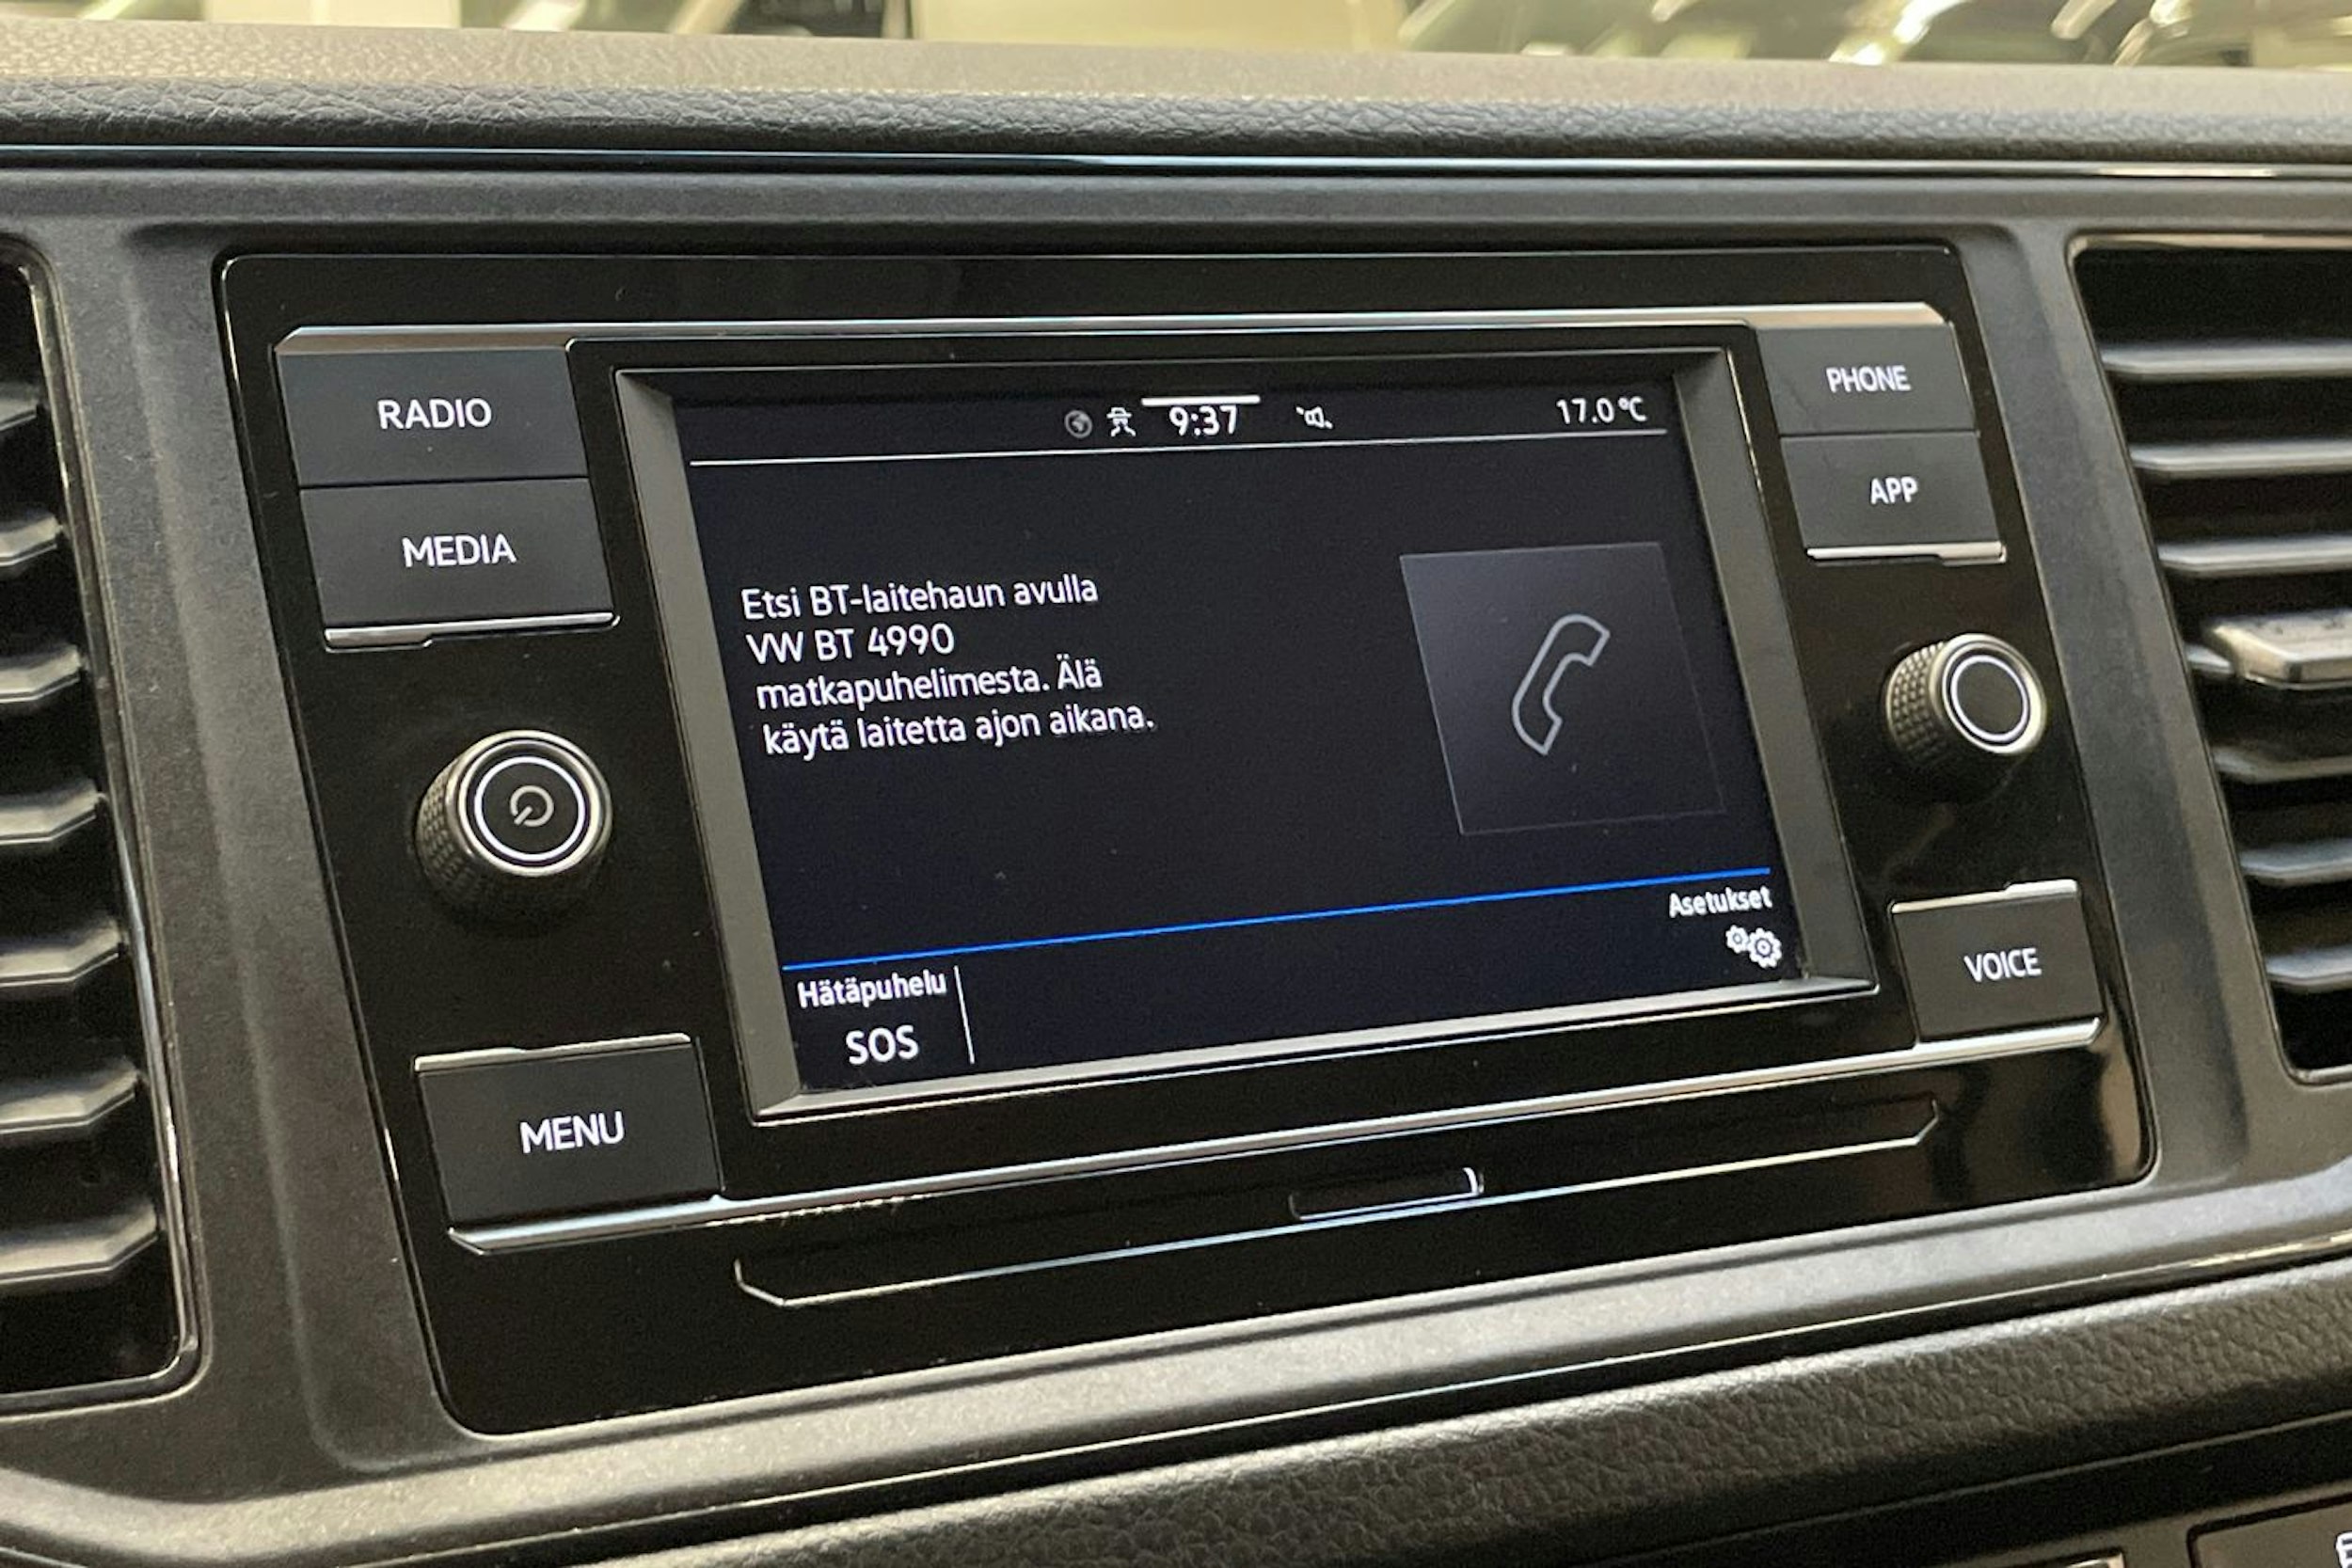 9:37
17.0 °C
RADIO
MEDIA
MENU
Etsi BT-laitehaun avulla
VW BT 4990
matkapuhelimesta. Älä
käytä laitetta ajon aikana.
Asetukset
Hätäpuhelu
SOS
PHONE
APP
VOICE